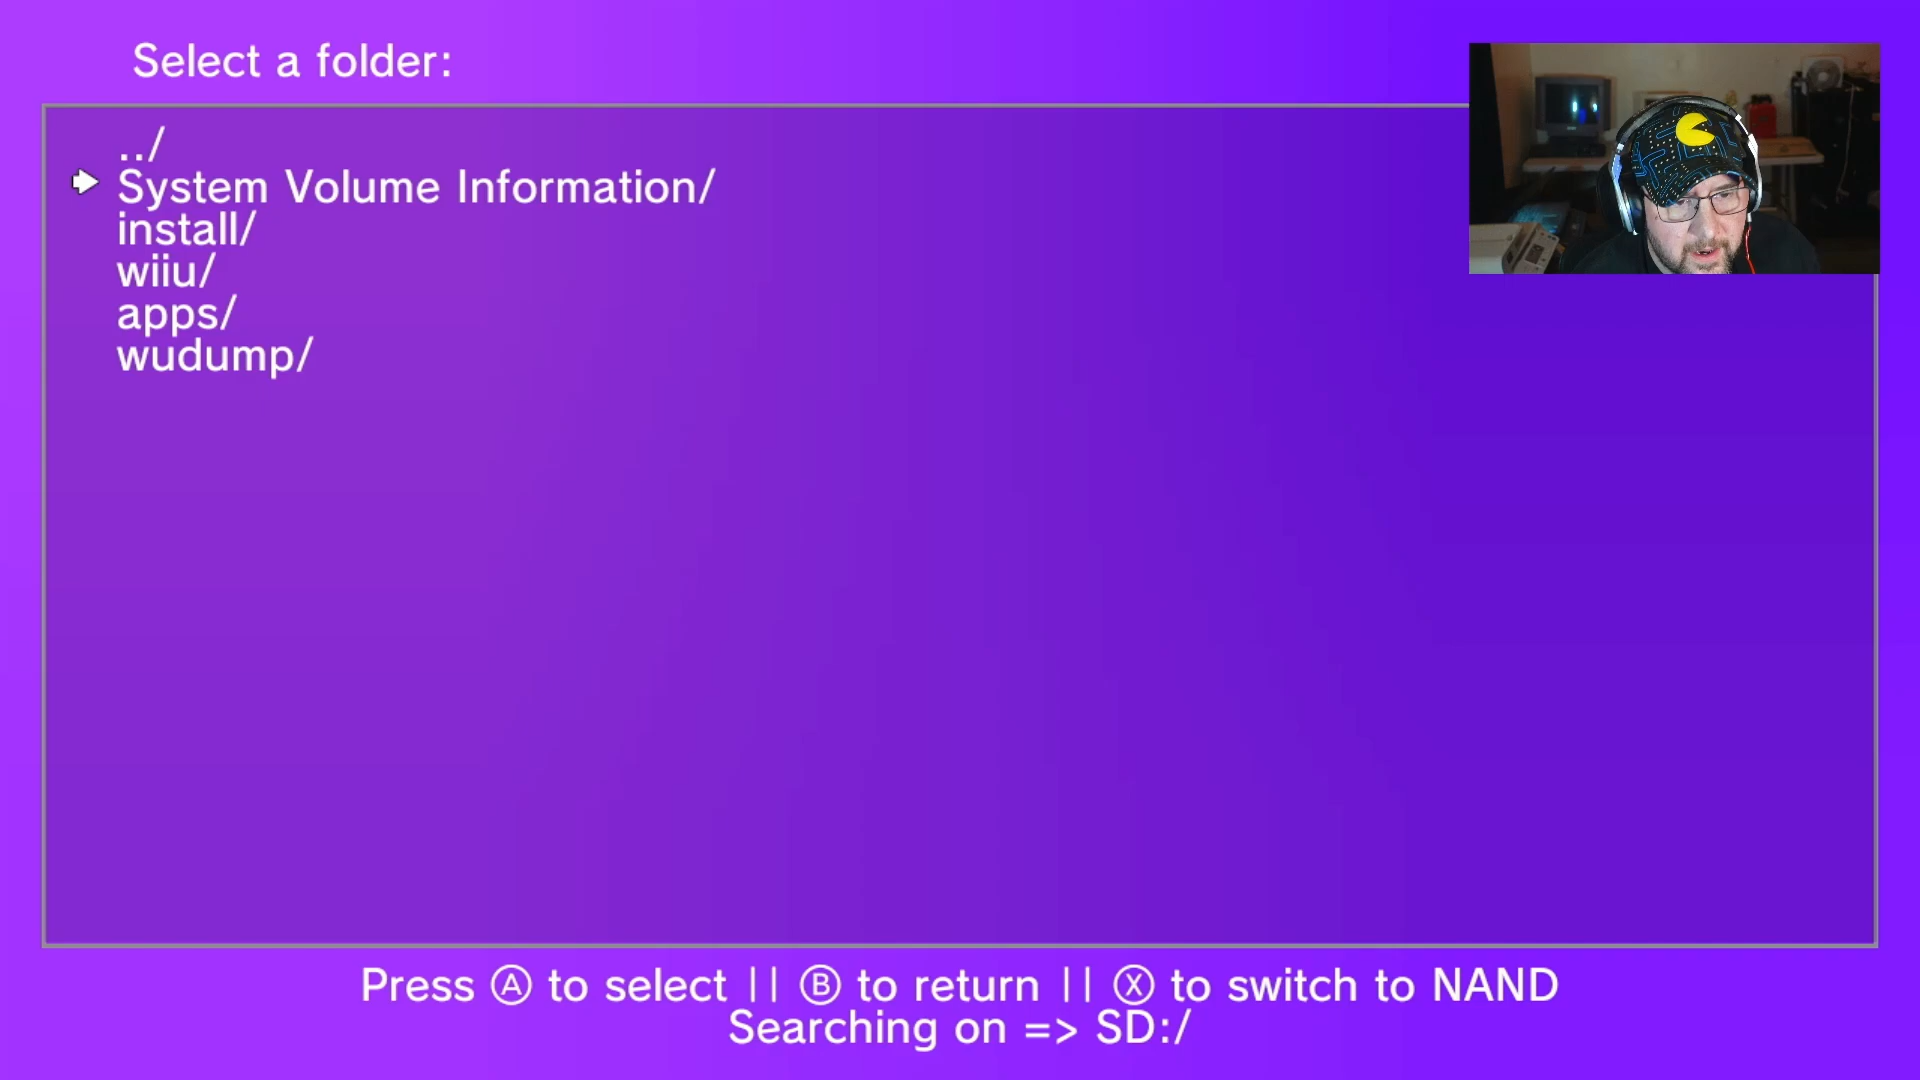 Select a folder:
../
System Volume Information/
install/
wiiu/
apps/
wudump/
Press Ⓐ to select || Ⓑ to return || Ⓧ to switch to NAND
Searching on => SD:/